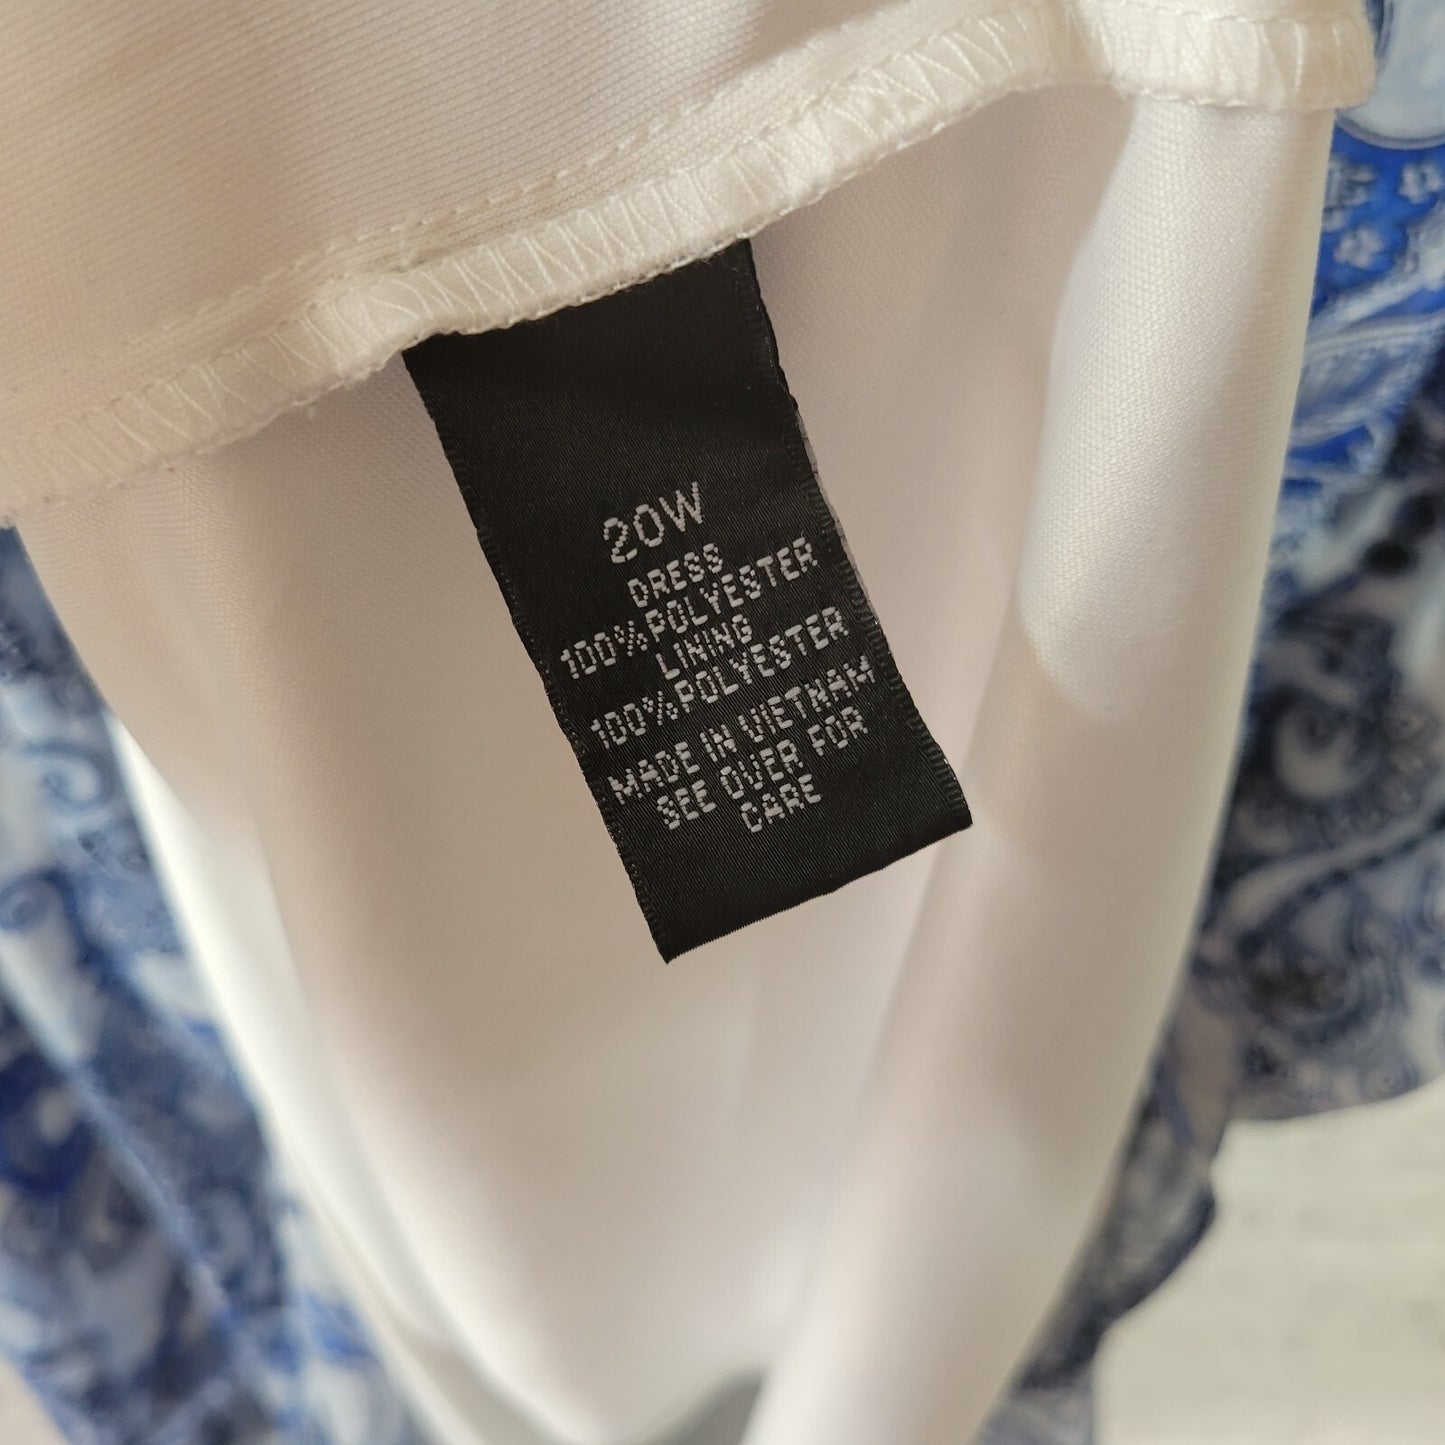 20W
DRESS
100%POLYESTER
LINING
100%POLYESTER
MADE IN VIETNAM
SEE OVER FOR
CARE